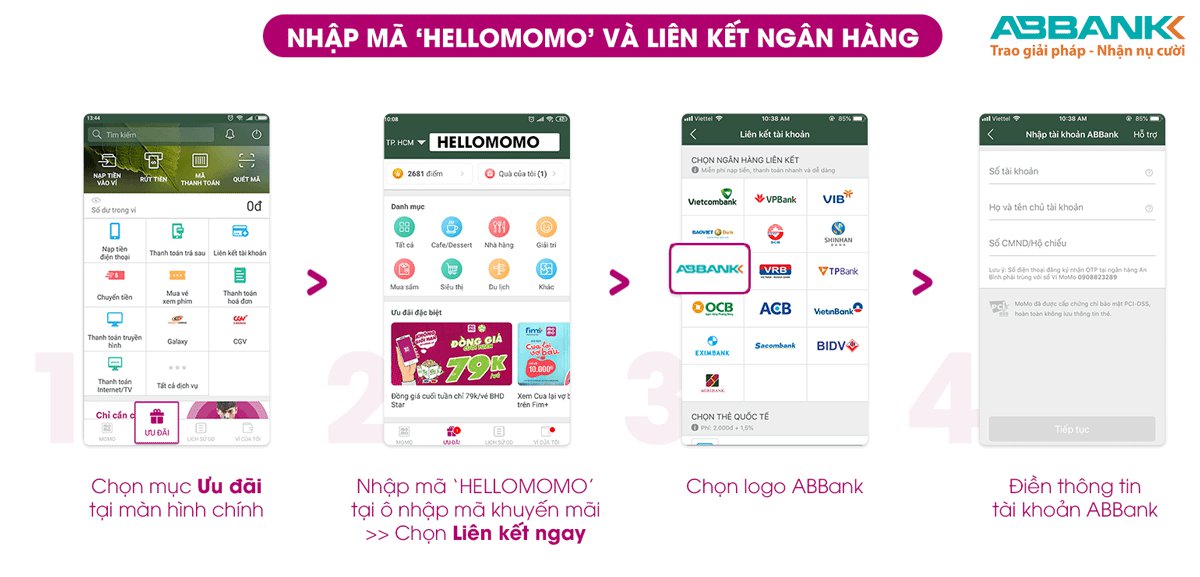 NHẬP MÃ ‘HELLOMOMO’ VÀ LIÊN KẾT NGÂN HÀNG
ABBANK
Trao giải pháp - Nhận nụ cười
1
13:44
Tìm kiếm
NẠP TIỀN VÀO VÍ
RÚT TIỀN
MÃ THANH TOÁN
QUÉT MÃ
Số dư trong ví
0đ
Nạp tiền điện thoại
Thanh toán trả sau
Liên kết tài khoản
Chuyển tiền
Mua vé xem phim
Thanh toán hoá đơn
Thanh toán truyền hình
Galaxy
CGV
Thanh toán Internet/TV
Tất cả dịch vụ
Chỉ cần c
MOMO
ƯU ĐÃI
LỊCH SỬ GD
VÍ CỦA TÔI
Chọn mục Ưu đãi
tại màn hình chính
2
10:08
TP. HCM
HELLOMOMO
2681 điểm
Quà của tôi (1)
Danh mục
Tất cả
Cafe/Dessert
Nhà hàng
Giải trí
Mua sắm
Siêu thị
Du lịch
Khác
Ưu đãi đặc biệt
ĐỒNG GIÁ
CUỐI TUẦN
79K
/vé
fim+
Cua lại vợ bầu
10.000đ
Đồng giá cuối tuần chỉ 79k/vé BHD Star
Xem Cua lại vợ b
trên Fim+
MOMO
ƯU ĐÃI
LỊCH SỬ GD
VÍ CỦA TÔI
Nhập mã ‘HELLOMOMO’
tại ô nhập mã khuyến mãi
>> Chọn Liên kết ngay
3
Viettel
10:38 AM
85%
Liên kết tài khoản
CHỌN NGÂN HÀNG LIÊN KẾT
Miễn phí nạp tiền, thanh toán nhanh và dễ dàng
Vietcombank
VPBank
VIB
BAOVIET Bank
SCB
SHINHAN BANK
ABBANK
VRB
TPBank
OCB
ACB
VietinBank
EXIMBANK
Sacombank
BIDV
AGRIBANK
CHỌN THẺ QUỐC TẾ
Phí: 2.000đ + 1,5%
Chọn logo ABBank
4
Viettel
10:38 AM
85%
Nhập tài khoản ABBank
Hỗ trợ
Số tài khoản
Họ và tên chủ tài khoản
Số CMND/Hộ chiếu
Lưu ý: Số điện thoại đăng ký nhận OTP tại ngân hàng An
Bình phải trùng với số Ví MoMo 0908823289
PCI
MoMo đã được cấp chứng chỉ bảo mật PCI-DSS,
hoàn toàn không lưu thông tin thẻ.
Tiếp tục
Điền thông tin
tài khoản ABBank